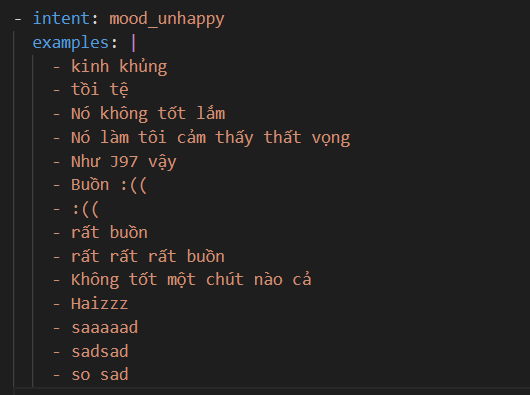 - intent: mood_unhappy
examples: |
- kinh khủng
- tồi tệ
- Nó không tốt lắm
- Nó làm tôi cảm thấy thất vọng
- Như J97 vậy
- Buồn :((
- :((
- rất buồn
- rất rất rất buồn
- Không tốt một chút nào cả
- Haizzz
- saaaaad
- sadsad
- so sad